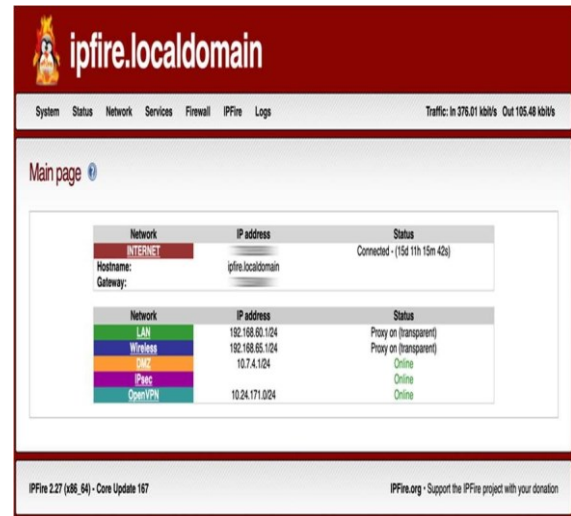 ipfire.localdomain
System Status Network Services Firewall IPFire Logs Traffic: In 376.01 kbit/s Out 105.48 kbit/s
Main page
Network IP address Status
INTERNET Connected - (15d 11h 15m 42s)
Hostname: ipfire.localdomain
Gateway:
Network IP address Status
LAN 192.168.60.1/24 Proxy on (transparent)
Wireless 192.168.65.1/24 Proxy on (transparent)
DMZ 10.7.4.1/24 Online
IPsec Online
OpenVPN 10.24.171.0/24 Online
IPFire 2.27 (x86_64) - Core Update 167 IPFire.org • Support the IPFire project with your donation